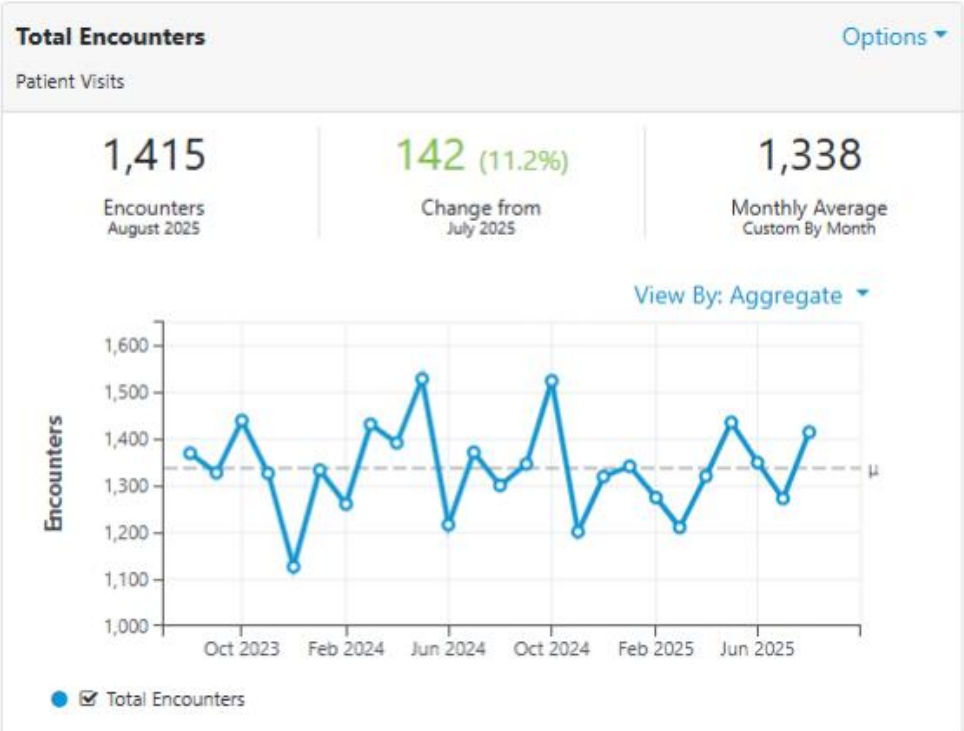 Total Encounters
Options
Patient Visits
1,415
Encounters
August 2025
142 (11.2%)
Change from
July 2025
1,338
Monthly Average
Custom By Month
View By: Aggregate
Encounters
1,600
1,500
1,400
1,300
1,200
1,100
1,000
µ
Oct 2023 Feb 2024 Jun 2024 Oct 2024 Feb 2025 Jun 2025
Total Encounters